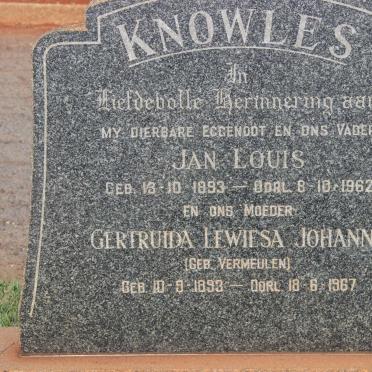 KNOWLES
In
Liefdevolle Herinnering aan
MY DIERBARE EGGENOOT EN ONS VADER
JAN LOUIS
GEB. 13-10-1893 — OORL. 8-10-1962
EN ONS MOEDER
GERTRUIDA LEWIESA JOHANN
(GEB. VERMEULEN)
GEB. 10-9-1893 — OORL. 18-6-1967